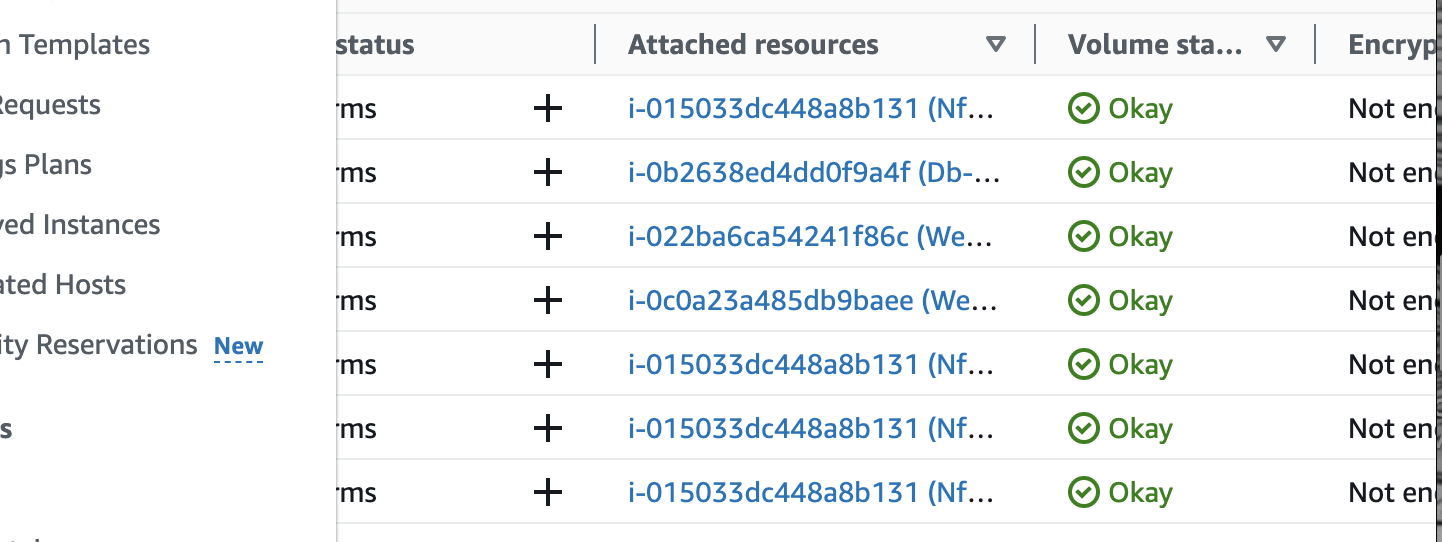 n Templates
Requests
gs Plans
ved Instances
ated Hosts
ity Reservations New
s
status Attached resources Volume sta... Encryp
rms i-015033dc448a8b131 (Nf... Okay Not en
rms i-0b2638ed4dd0f9a4f (Db-... Okay Not en
rms i-022ba6ca54241f86c (We... Okay Not en
rms i-0c0a23a485db9baee (We... Okay Not en
rms i-015033dc448a8b131 (Nf... Okay Not en
rms i-015033dc448a8b131 (Nf... Okay Not en
rms i-015033dc448a8b131 (Nf... Okay Not en